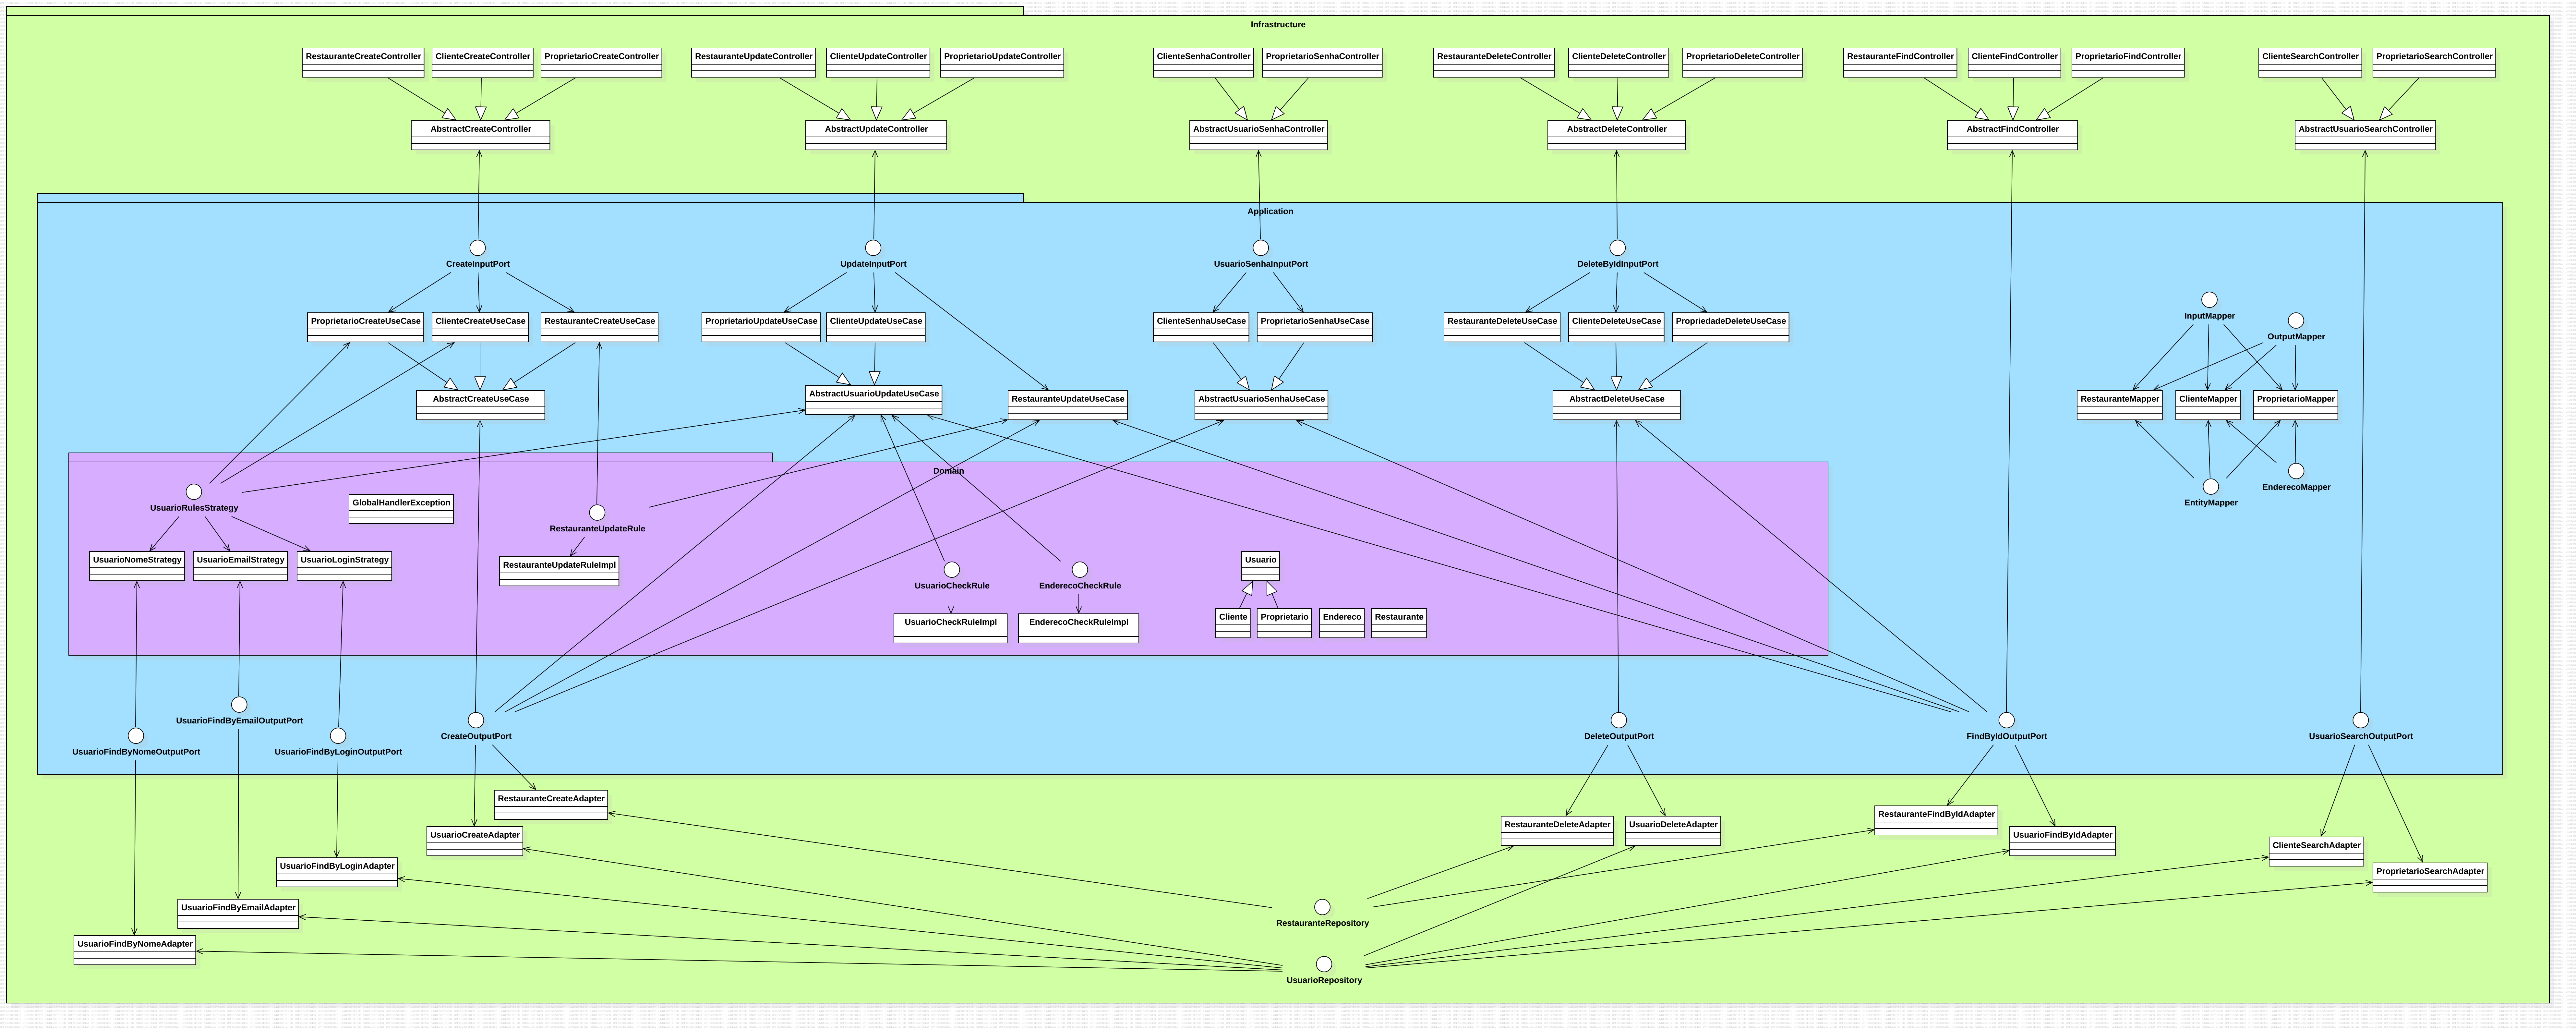 Infrastructure
RestauranteCreateController
ClienteCreateController
ProprietarioCreateController
RestauranteUpdateController
ClienteUpdateController
ProprietarioUpdateController
ClienteSenhaController
ProprietarioSenhaController
RestauranteDeleteController
ClienteDeleteController
ProprietarioDeleteController
RestauranteFindController
ClienteFindController
ProprietarioFindController
ClienteSearchController
ProprietarioSearchController
AbstractCreateController
AbstractUpdateController
AbstractUsuarioSenhaController
AbstractDeleteController
AbstractFindController
AbstractUsuarioSearchController
Application
CreateInputPort
UpdateInputPort
UsuarioSenhaInputPort
DeleteByIdInputPort
InputMapper
OutputMapper
ProprietarioCreateUseCase
ClienteCreateUseCase
RestauranteCreateUseCase
ProprietarioUpdateUseCase
ClienteUpdateUseCase
ClienteSenhaUseCase
ProprietarioSenhaUseCase
RestauranteDeleteUseCase
ClienteDeleteUseCase
PropriedadeDeleteUseCase
AbstractCreateUseCase
AbstractUsuarioUpdateUseCase
RestauranteUpdateUseCase
AbstractUsuarioSenhaUseCase
AbstractDeleteUseCase
RestauranteMapper
ClienteMapper
ProprietarioMapper
Domain
EnderecoMapper
EntityMapper
UsuarioRulesStrategy
GlobalHandlerException
RestauranteUpdateRule
UsuarioNomeStrategy
UsuarioEmailStrategy
UsuarioLoginStrategy
RestauranteUpdateRuleImpl
UsuarioCheckRule
EnderecoCheckRule
Usuario
UsuarioCheckRuleImpl
EnderecoCheckRuleImpl
Cliente
Proprietario
Endereco
Restaurante
UsuarioFindByEmailOutputPort
UsuarioFindByNomeOutputPort
UsuarioFindByLoginOutputPort
CreateOutputPort
DeleteOutputPort
FindByIdOutputPort
UsuarioSearchOutputPort
RestauranteCreateAdapter
UsuarioCreateAdapter
UsuarioFindByLoginAdapter
UsuarioFindByEmailAdapter
UsuarioFindByNomeAdapter
RestauranteDeleteAdapter
UsuarioDeleteAdapter
RestauranteFindByIdAdapter
UsuarioFindByIdAdapter
ClienteSearchAdapter
ProprietarioSearchAdapter
RestauranteRepository
UsuarioRepository